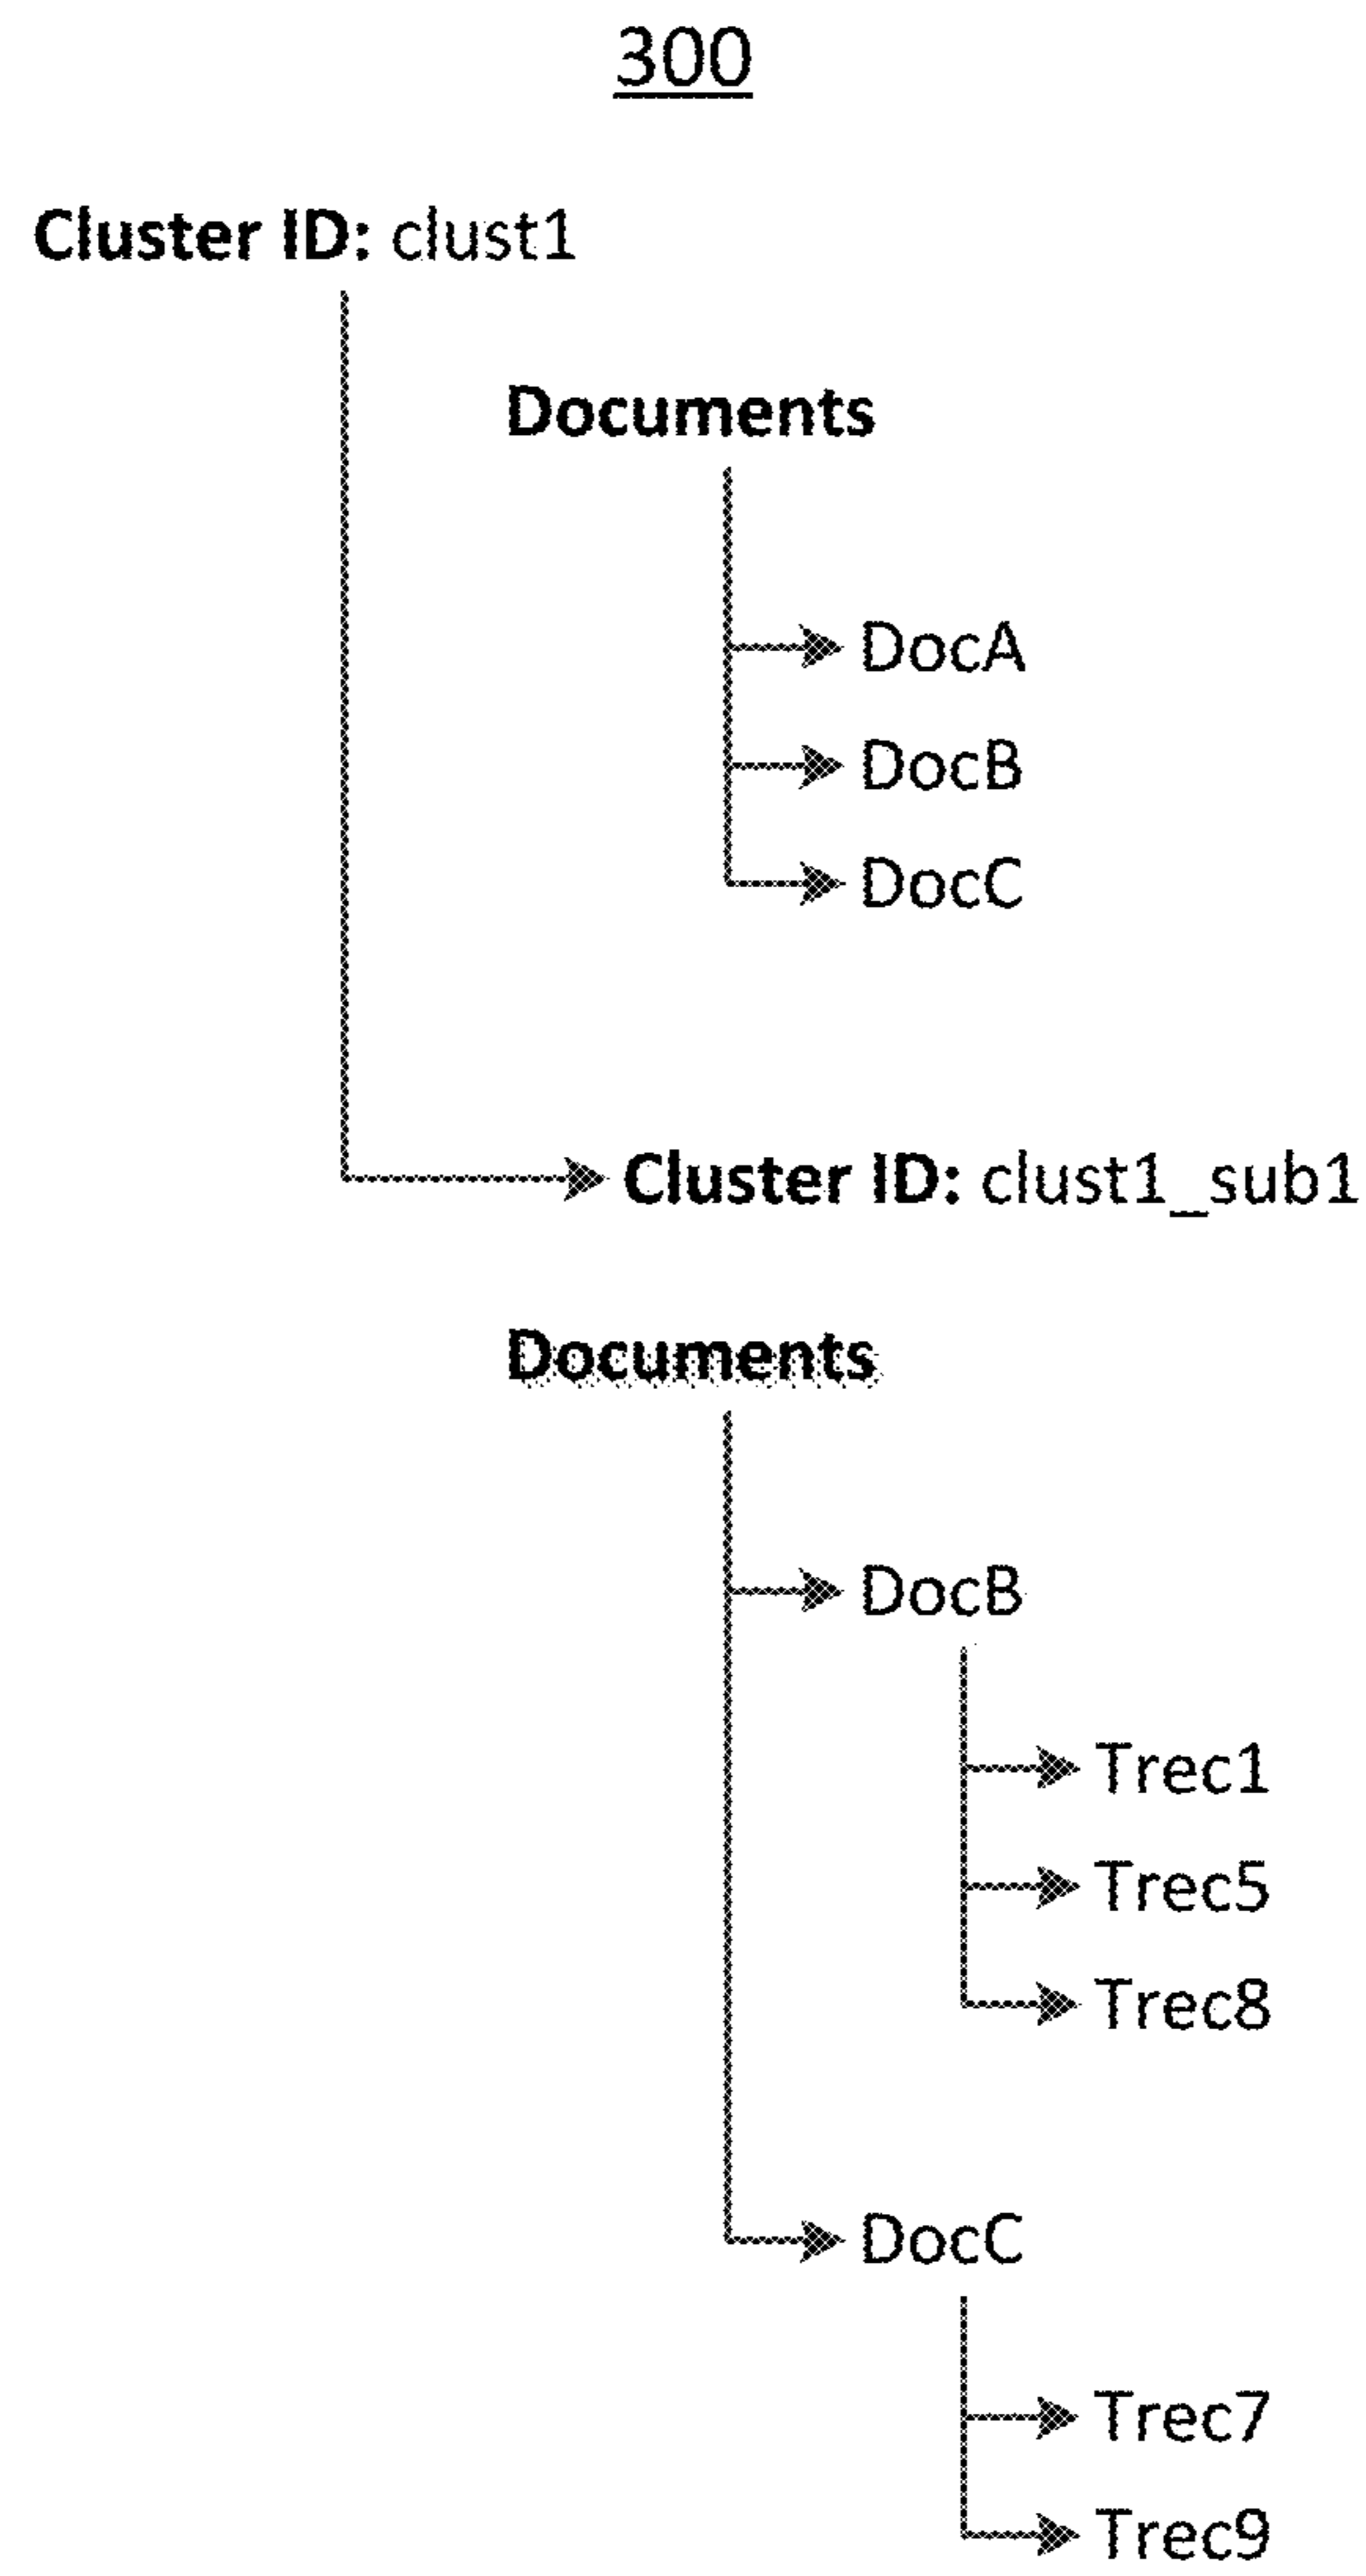 300
Cluster ID: clust1
Documents
DocA
DocB
DocC
Cluster ID: clust1_sub1
Documents
DocB
Trec1
Trec5
Trec8
DocC
Trec7
Trec9